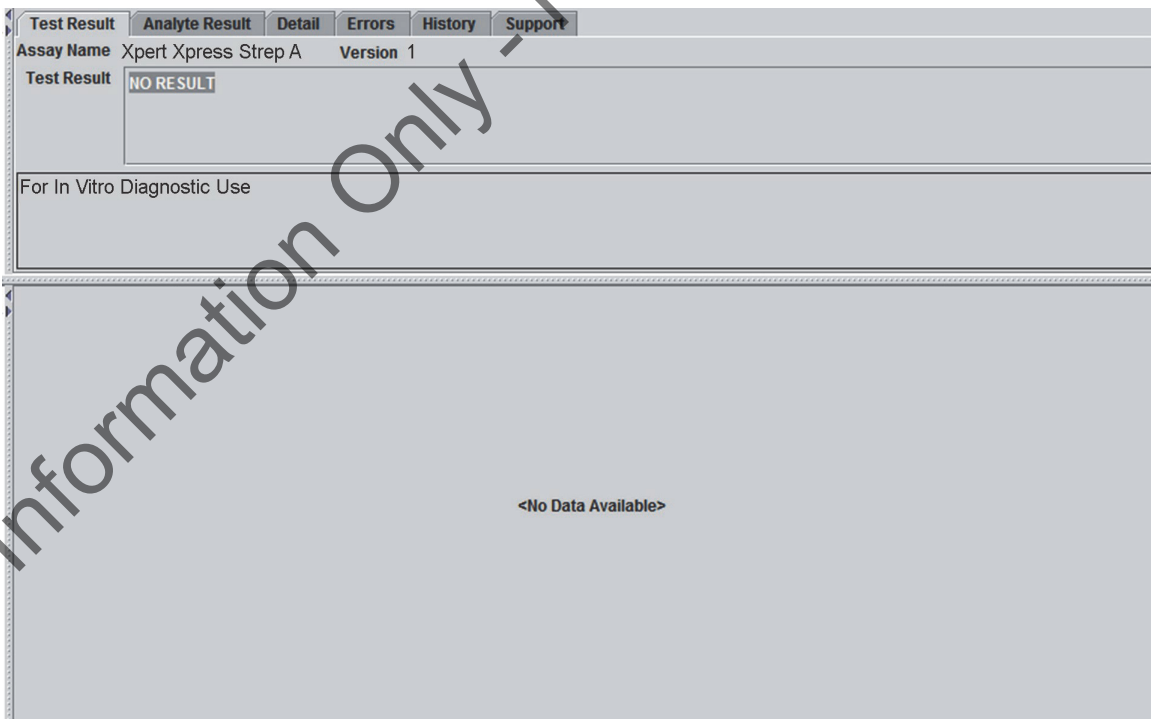 Test Result Analyte Result Detail Errors History Support
Assay Name Xpert Xpress Strep A Version 1
Test Result NO RESULT
For In Vitro Diagnostic Use
<No Data Available>
Information Only -